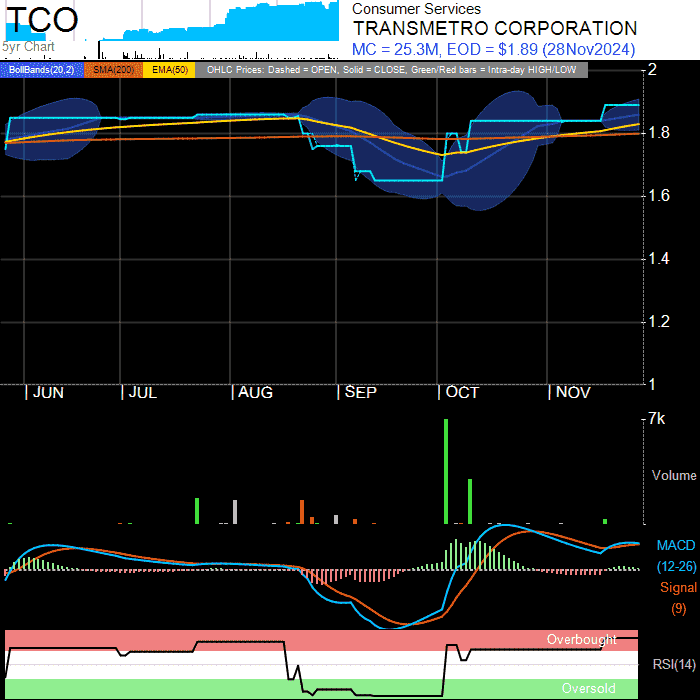 TCO
5yr Chart
Consumer Services
TRANSMETRO CORPORATION
MC = 25.3M, EOD = $1.89 (28Nov2024)
BollBands(20,2) SMA(200) EMA(50) OHLC Prices: Dashed = OPEN, Solid = CLOSE, Green/Red bars = Intra-day HIGH/LOW
2
1.8
1.6
1.4
1.2
1
JUN JUL AUG SEP OCT NOV
7k
Volume
MACD
(12-26)
Signal
(9)
Overbought
RSI(14)
Oversold